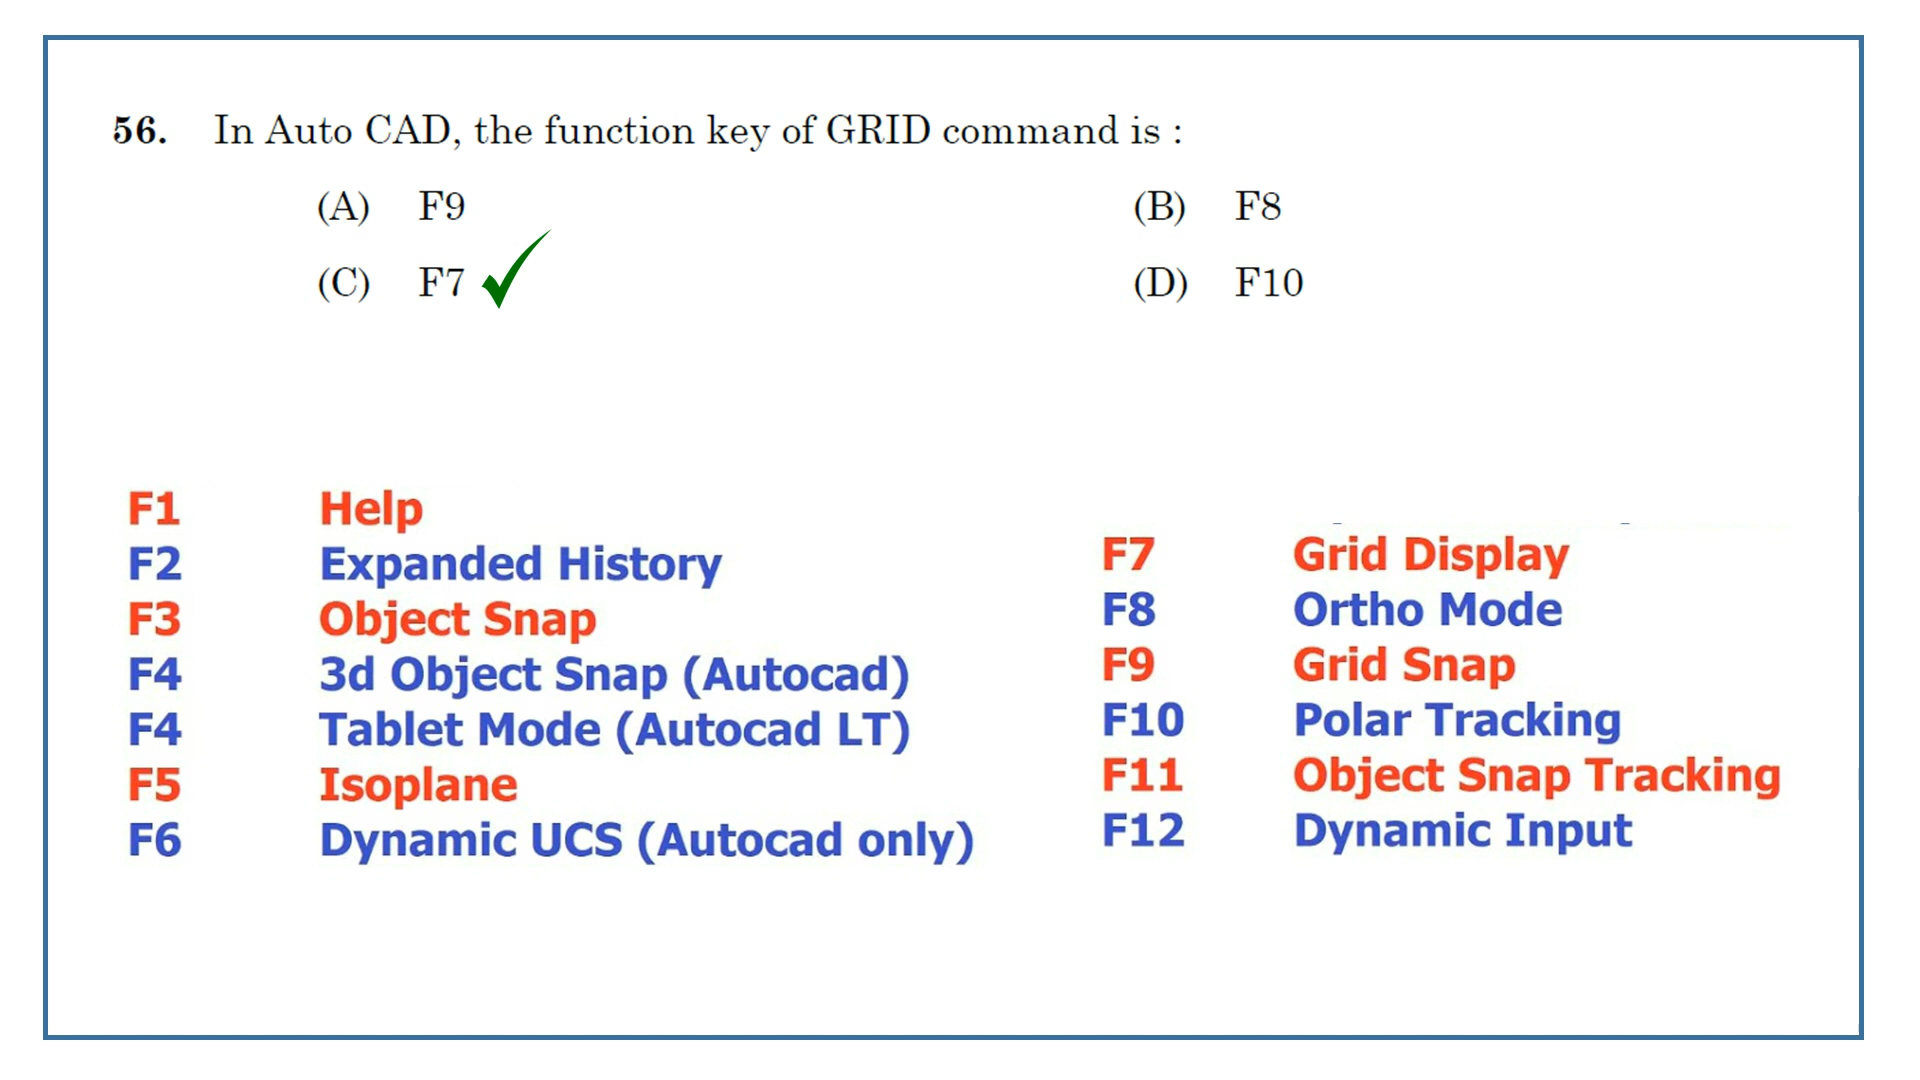 56. In Auto CAD, the function key of GRID command is :
(A) F9 (B) F8
(C) F7 (D) F10
F1 Help
F2 Expanded History
F3 Object Snap
F4 3d Object Snap (Autocad)
F4 Tablet Mode (Autocad LT)
F5 Isoplane
F6 Dynamic UCS (Autocad only)
F7 Grid Display
F8 Ortho Mode
F9 Grid Snap
F10 Polar Tracking
F11 Object Snap Tracking
F12 Dynamic Input